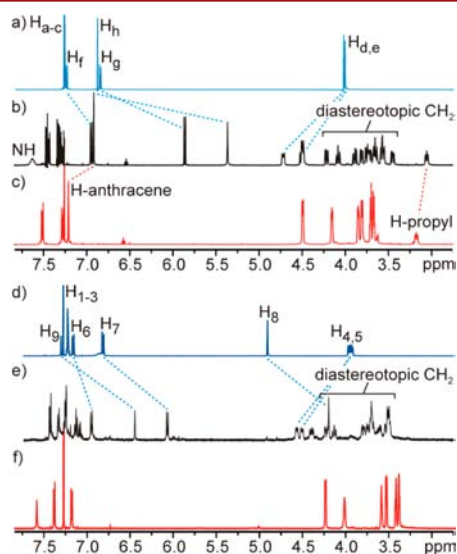 a) Ha-c
Hf
Hh
Hg
Hd,e
b)
NH
diastereotopic CH2
c)
H-anthracene
H-propyl
7.5 7.0 6.5 6.0 5.5 5.0 4.5 4.0 3.5 ppm
d)
H9
H1-3
H6
H7
H8
H4,5
e)
diastereotopic CH2
f)
7.5 7.0 6.5 6.0 5.5 5.0 4.5 4.0 3.5 ppm